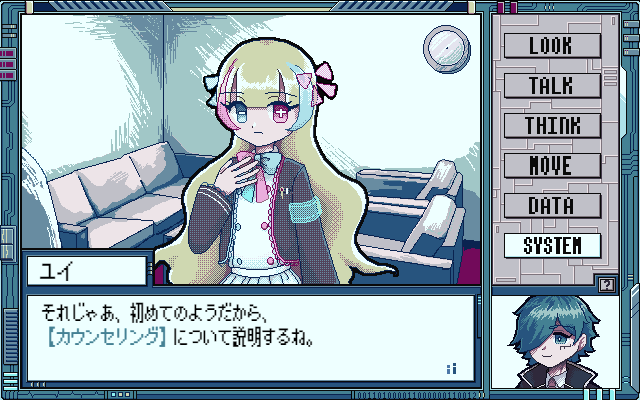 LOOK
TALK
THINK
MOVE
DATA
SYSTEM
?
ユイ
それじゃあ、初めてのようだから、
【カウンセリング】について説明するね。